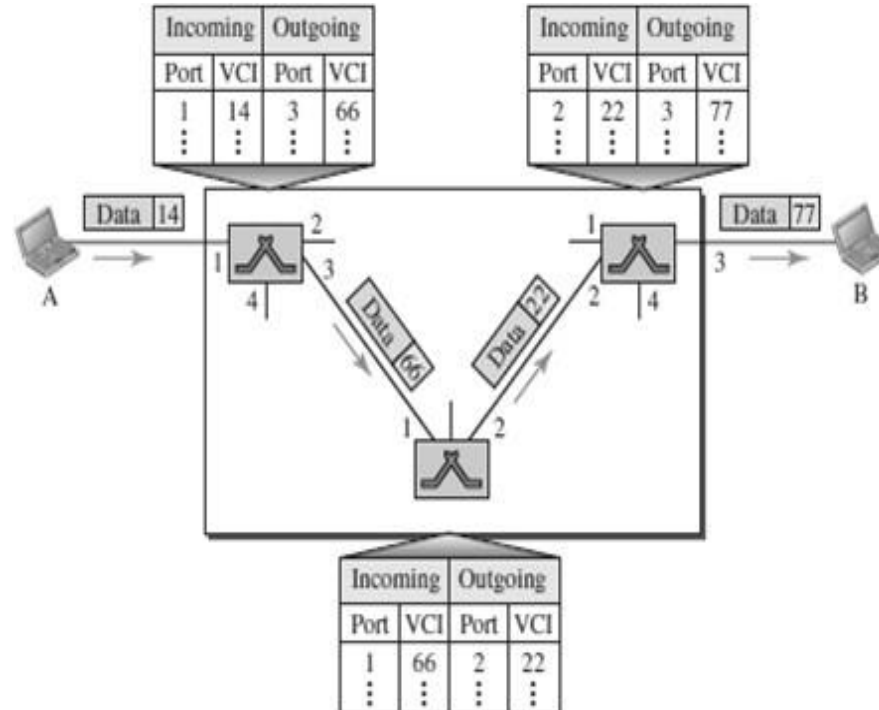 Incoming Outgoing Incoming Outgoing
Port VCI Port VCI Port VCI Port VCI
1 14 3 66 2 22 3 77
Data 14 Data 77
2 1
1 3 2 3
A 4 4 B
Data 66 Data 22
1 2
Incoming Outgoing
Port VCI Port VCI
1 66 2 22